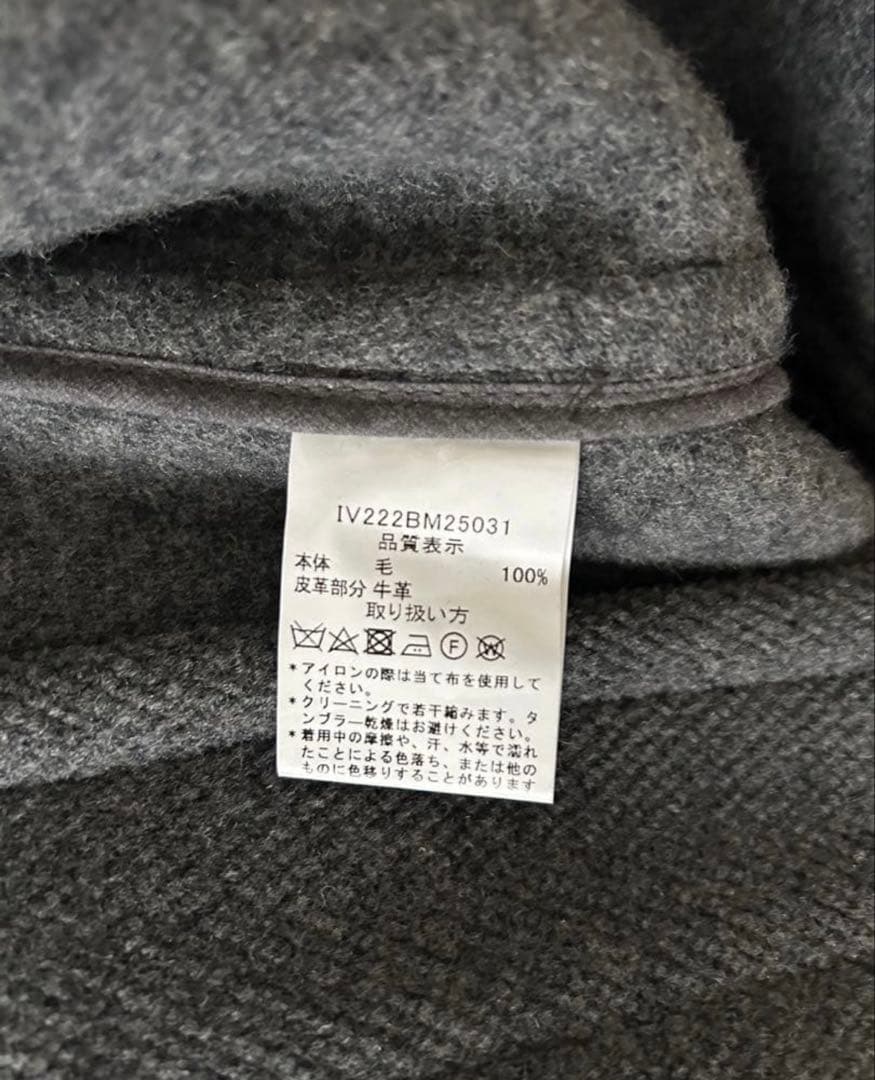 IV222BM25031
品質表示
本体 毛 100%
皮革部分 牛革
取り扱い方
F W
*アイロンの際は当て布を使用して
ください。
*クリーニングで若干縮みます。タ
ンブラー乾燥はお避けください。
*着用中の摩擦や、汗、水等で濡れ
たことによる色落ち、または他の
ものに色移りすることがあります